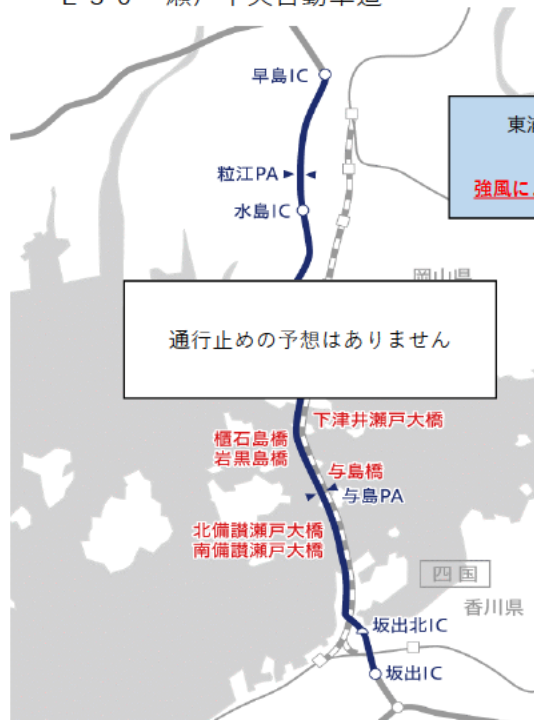 早島IC
東浦
粒江PA
強風に
水島IC
岡山県
通行止めの予想はありません
下津井瀬戸大橋
櫃石島橋
岩黒島橋
与島橋
与島PA
北備讃瀬戸大橋
南備讃瀬戸大橋
四国
香川県
坂出北IC
坂出IC